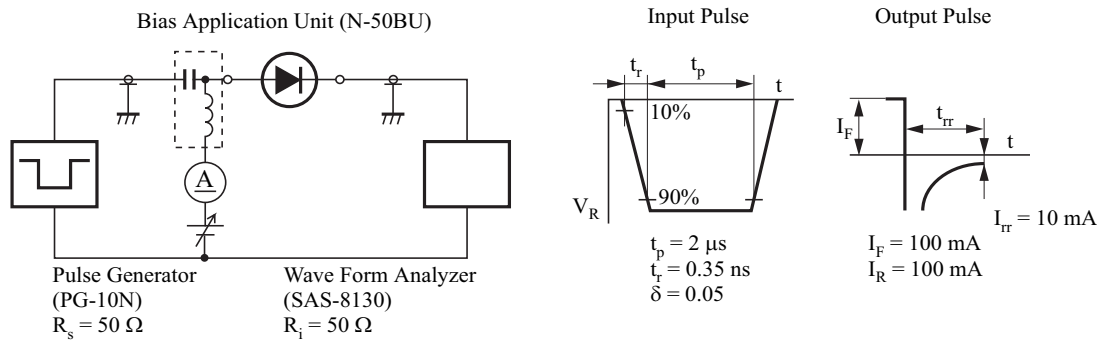 Bias Application Unit (N-50BU)
A
Pulse Generator
(PG-10N)
R_s = 50 Ω
Wave Form Analyzer
(SAS-8130)
R_i = 50 Ω
Input Pulse
t_r
t_p
t
10%
90%
V_R
t_p = 2 μs
t_r = 0.35 ns
δ = 0.05
Output Pulse
I_F
t_rr
t
I_rr = 10 mA
I_F = 100 mA
I_R = 100 mA